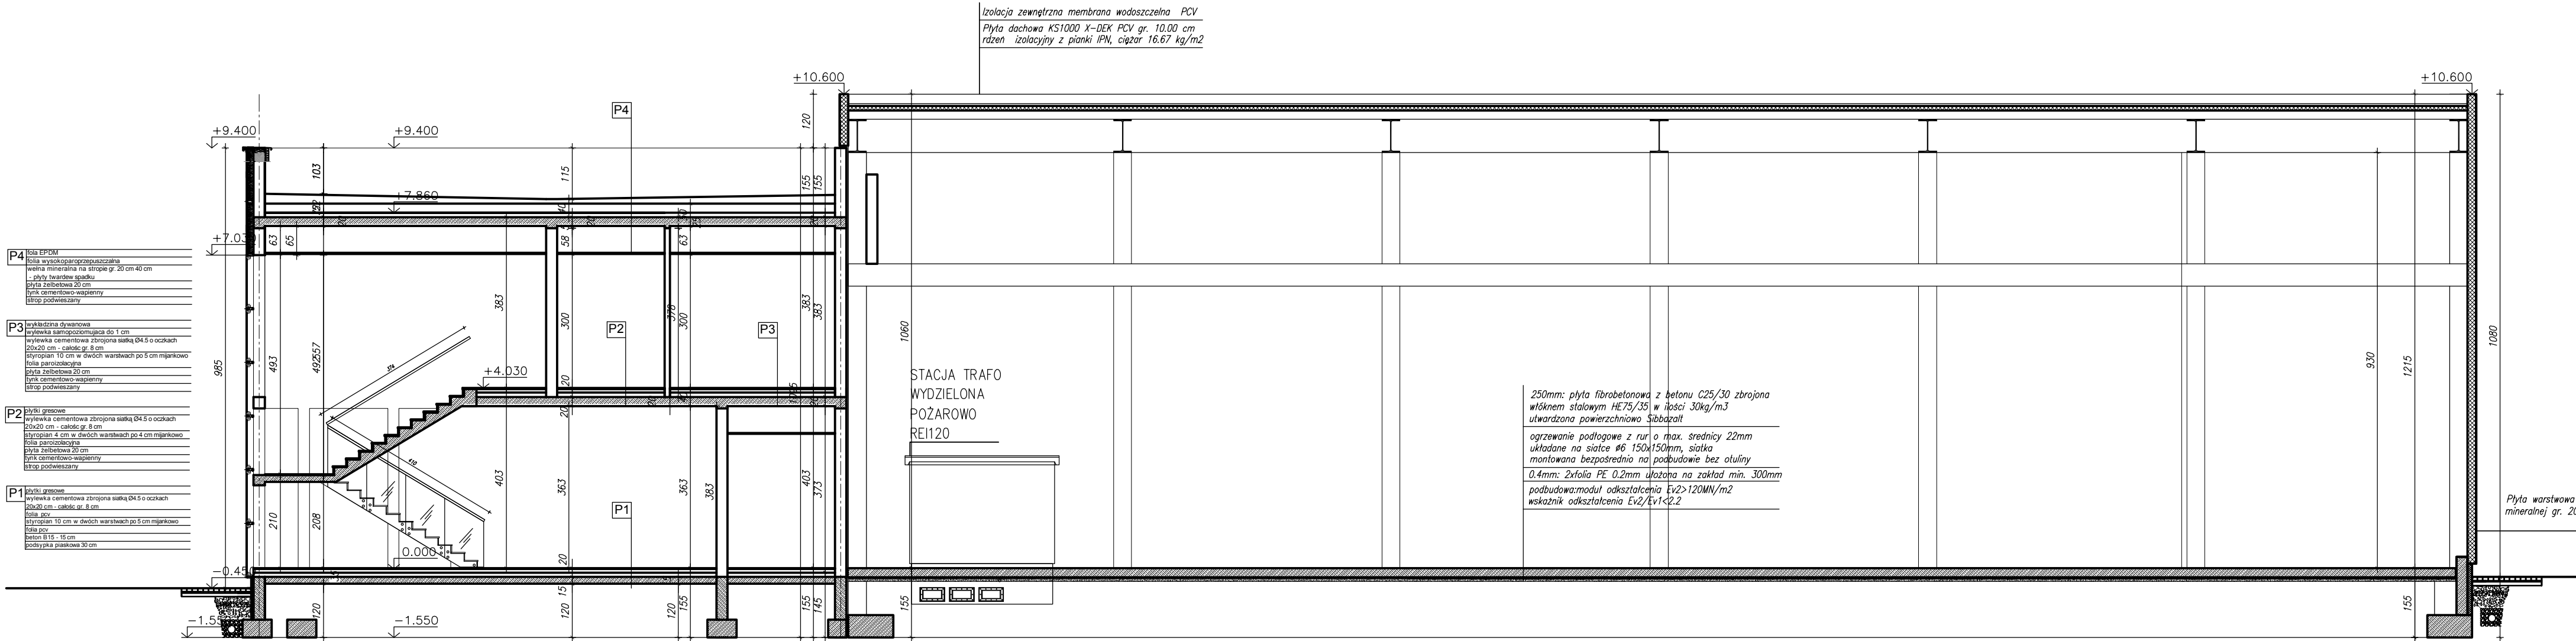 Izolacja zewnętrzna membrana wodoszczelna PCV
Płyta dachowa KS1000 X-DEK PCV gr. 10.00 cm
rdzeń izolacyjny z pianki IPN, ciężar 16.67 kg/m2
+10.600
+10.600
P4
+9.400
+9.400
120
103
115
155
155
+7.860
20
20
+7.030
63
65
58
63
P4
folia EPDM
folia wysokoparoprzepuszczalna
wełna mineralna na stropie gr. 20 cm 40 cm
- płyty twardew spadku
płyta żelbetowa 20 cm
tynk cementowo-wapienny
strop podwieszany
P3
wykładzina dywanowa
wylewka samopoziomujaca do 1 cm
wylewka cementowa zbrojona siatką Ø4.5 o oczkach
20x20 cm - całośc gr. 8 cm
styropian 10 cm w dwóch warstwach po 5 cm mijankowo
folia paroizolacyjna
płyta żelbetowa 20 cm
tynk cementowo-wapienny
strop podwieszany
P2
płytki gresowe
wylewka cementowa zbrojona siatką Ø4.5 o oczkach
20x20 cm - całośc gr. 8 cm
styropian 4 cm w dwóch warstwach po 4 cm mijankowo
folia paroizolacyjna
płyta żelbetowa 20 cm
tynk cementowo-wapienny
strop podwieszany
P1
płytki gresowe
wylewka cementowa zbrojona siatką Ø4.5 o oczkach
20x20 cm - całośc gr. 8 cm
folia pcv
styropian 10 cm w dwóch warstwach po 5 cm mijankowo
folia pcv
beton B15 - 15 cm
podsypka piaskowa 30 cm
985
493
383
300
300
383
383
P2
P3
374
+4.030
20
20
410
210
208
403
363
363
383
403
373
P1
0.000
20
-0.450
120
15
120
120
155
155
145
-1.550
1060
155
STACJA TRAFO
WYDZIELONA
POŻAROWO
REI120
250mm: płyta fibrobetonowa z betonu C25/30 zbrojona
włóknem stalowym HE75/35 w ilości 30kg/m3
utwardzona powierzchniowo Sibbazalt
ogrzewanie podłogowe z rur o max. średnicy 22mm
układane na siatce Ø6 150x150mm, siatka
montowana bezpośrednio na podbudowie bez otuliny
0.4mm: 2xfolia PE 0.2mm ułożona na zakład min. 300mm
podbudowa:moduł odkształcenia Ev2>120MN/m2
wskaźnik odkształcenia Ev2/Ev1<2.2
930
1215
1080
155
Płyta warstwowa
mineralnej gr.